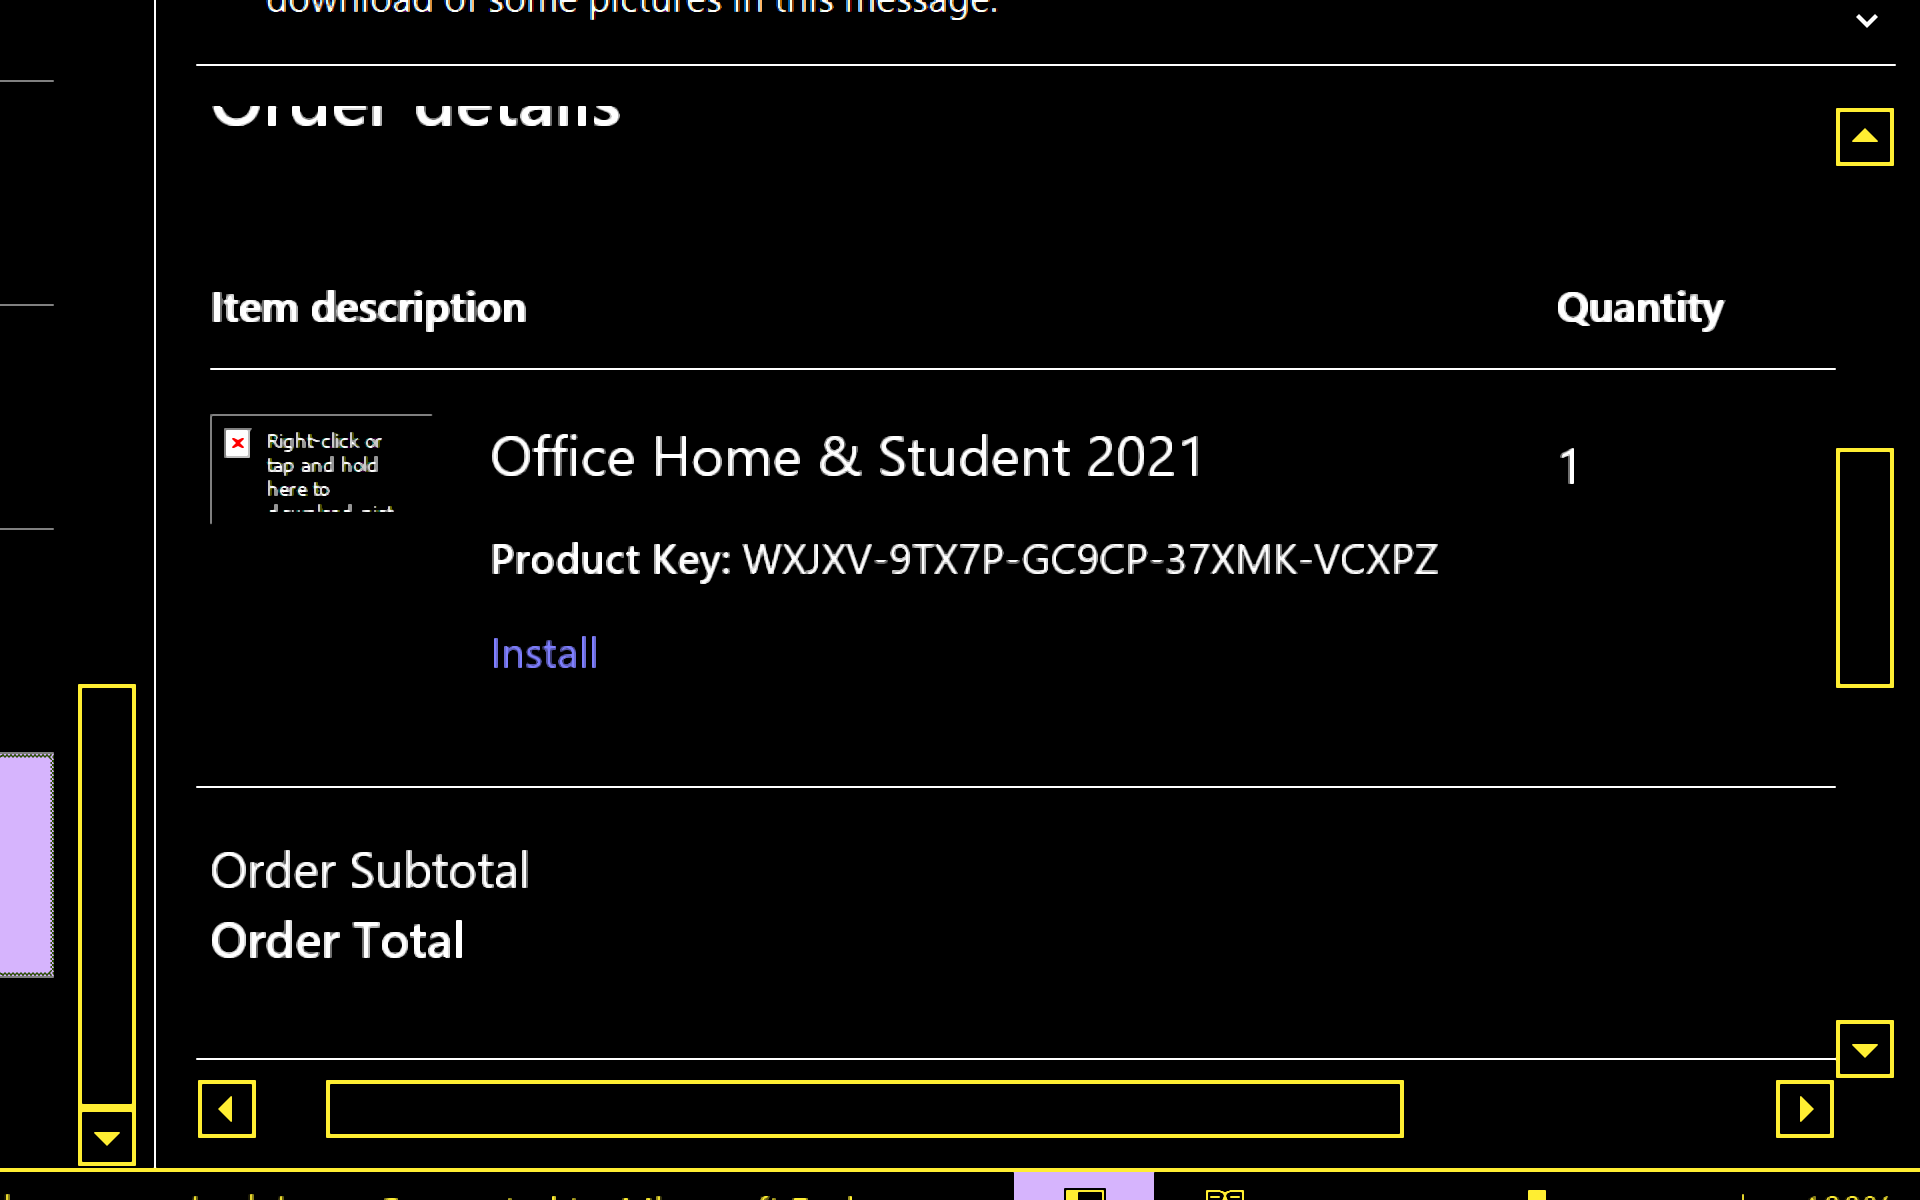 download of some pictures in this message.
Order details
Item description Quantity
Right-click or
tap and hold
here to
Office Home & Student 2021 1
Product Key: WXJXV-9TX7P-GC9CP-37XMK-VCXPZ
Install
Order Subtotal
Order Total